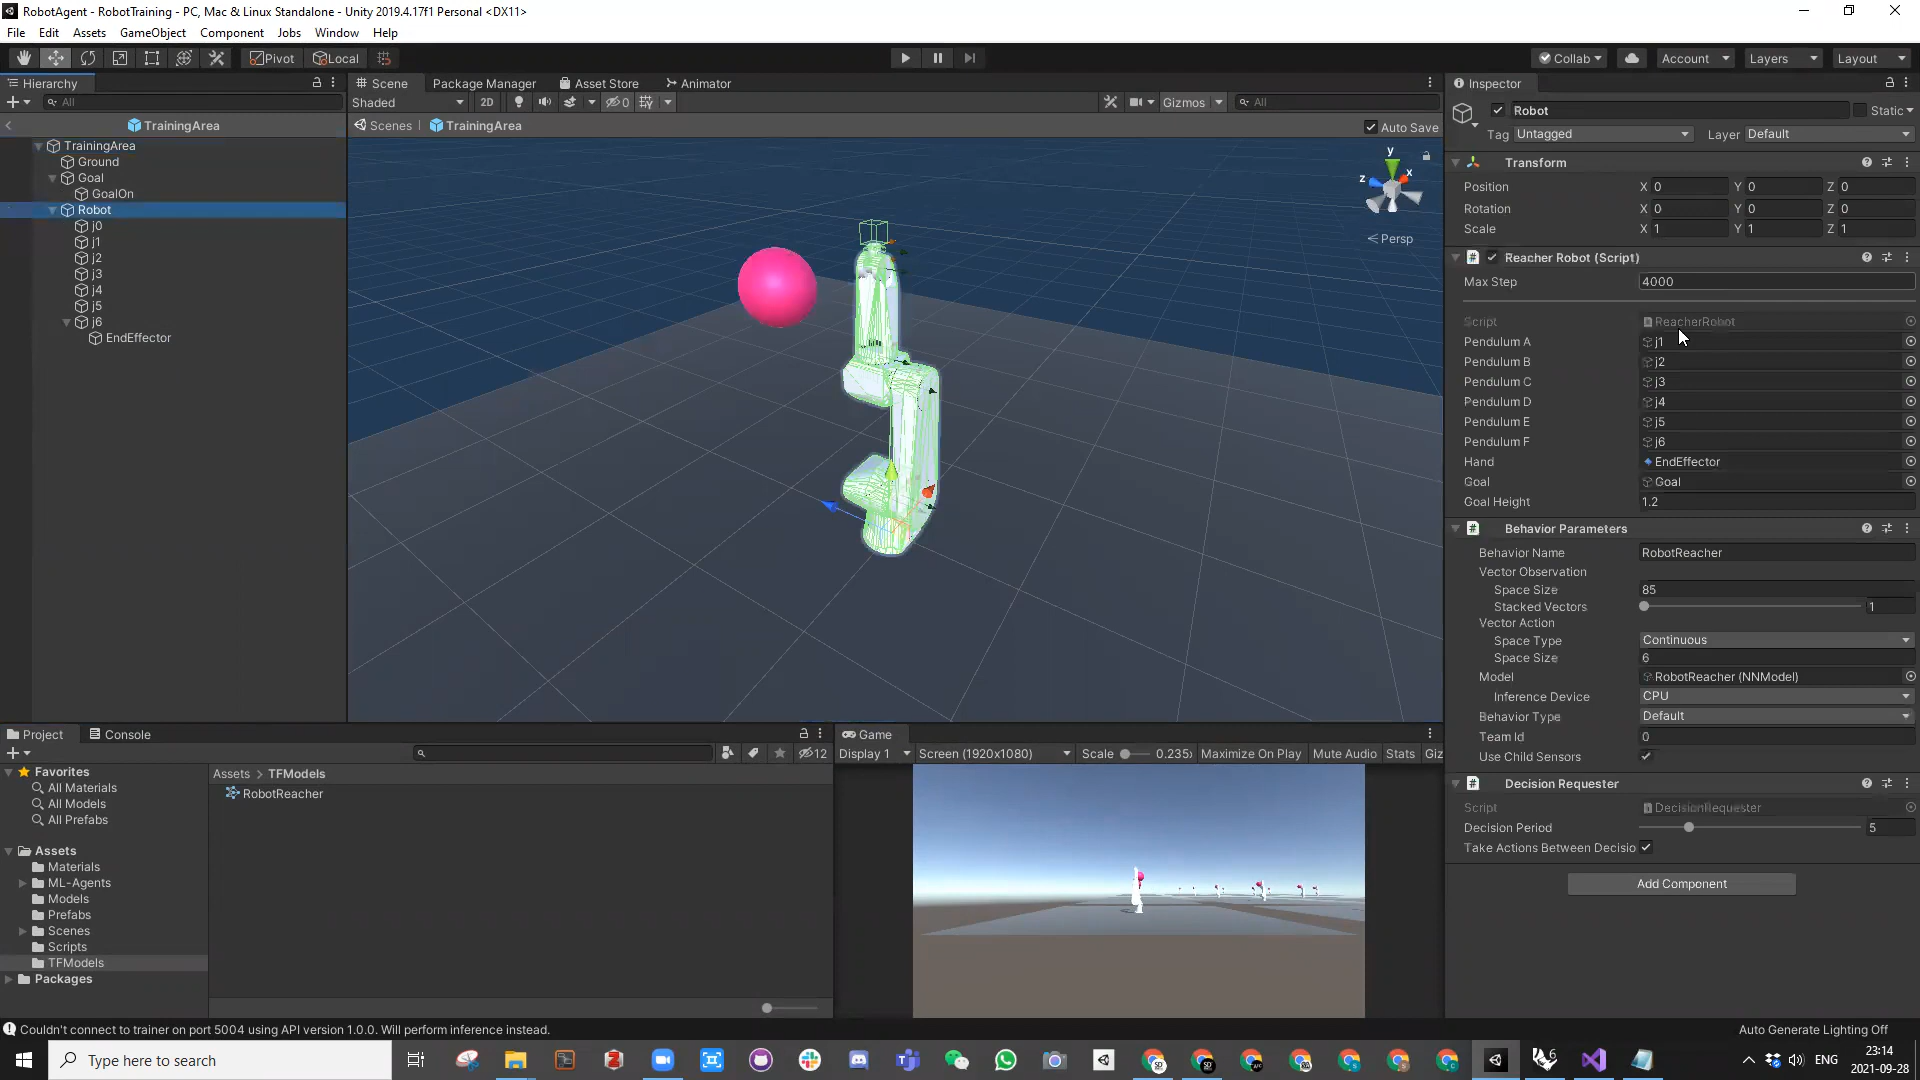 RobotAgent - RobotTraining - PC, Mac & Linux Standalone - Unity 2019.4.17f1 Personal <DX11>
File Edit Assets GameObject Component Jobs Window Help
Pivot Local Collab Account Layers Layout
Hierarchy
All
TrainingArea
TrainingArea
Ground
Goal
GoalOn
Robot
j0
j1
j2
j3
j4
j5
j6
EndEffector
Scene Package Manager Asset Store Animator
Shaded 2D 0 Gizmos All
Scenes TrainingArea Auto Save
y
z x
< Persp
Inspector
Robot Static
Tag Untagged Layer Default
Transform
Position X 0 Y 0 Z 0
Rotation X 0 Y 0 Z 0
Scale X 1 Y 1 Z 1
Reacher Robot (Script)
Max Step 4000
Script ReacherRobot
Pendulum A j1
Pendulum B j2
Pendulum C j3
Pendulum D j4
Pendulum E j5
Pendulum F j6
Hand EndEffector
Goal Goal
Goal Height 1.2
Behavior Parameters
Behavior Name RobotReacher
Vector Observation
Space Size 85
Stacked Vectors 1
Vector Action
Space Type Continuous
Space Size 6
Model RobotReacher (NNModel)
Inference Device CPU
Behavior Type Default
Team Id 0
Use Child Sensors
Decision Requester
Script DecisionRequester
Decision Period 5
Take Actions Between Decisio
Add Component
Project Console
12
Favorites
All Materials
All Models
All Prefabs
Assets
Materials
ML-Agents
Models
Prefabs
Scenes
Scripts
TFModels
Packages
Assets > TFModels
RobotReacher
Game
Display 1 Screen (1920x1080) Scale 0.235x Maximize On Play Mute Audio Stats Giz
Couldn't connect to trainer on port 5004 using API version 1.0.0. Will perform inference instead.
Auto Generate Lighting Off
Type here to search
ENG
23:14
2021-09-28